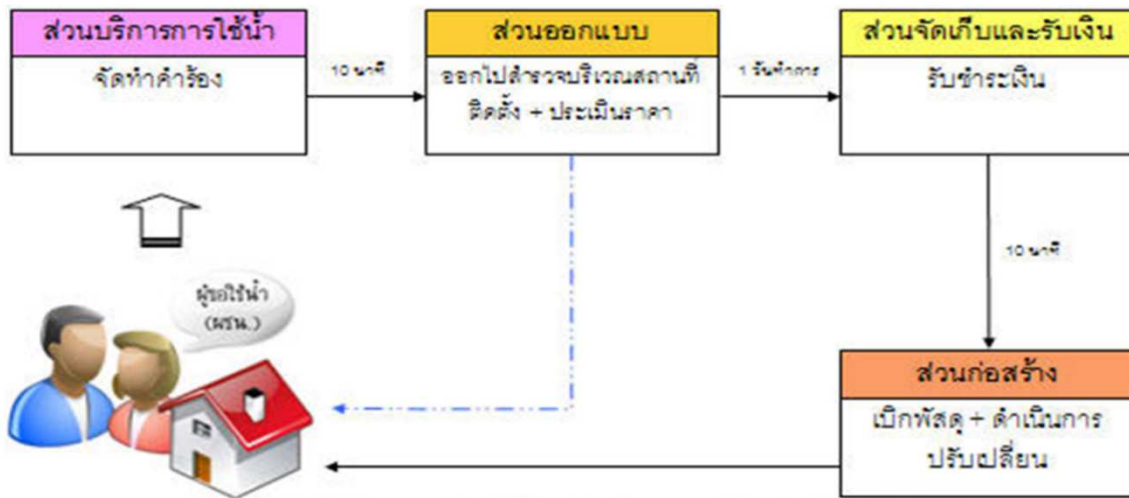 ส่วนบริการการใช้น้ำ
จัดทำคำร้อง
10 นาที
ส่วนออกแบบ
ออกไปสำรวจบริเวณสถานที่
ติดตั้ง + ประเมินราคา
1 วันทำการ
ส่วนจัดเก็บและรับเงิน
รับชำระเงิน
10 นาที
ผู้ขอใช้น้ำ
(ผชน.)
ส่วนก่อสร้าง
เบิกพัสดุ + ดำเนินการ
ปรับเปลี่ยน